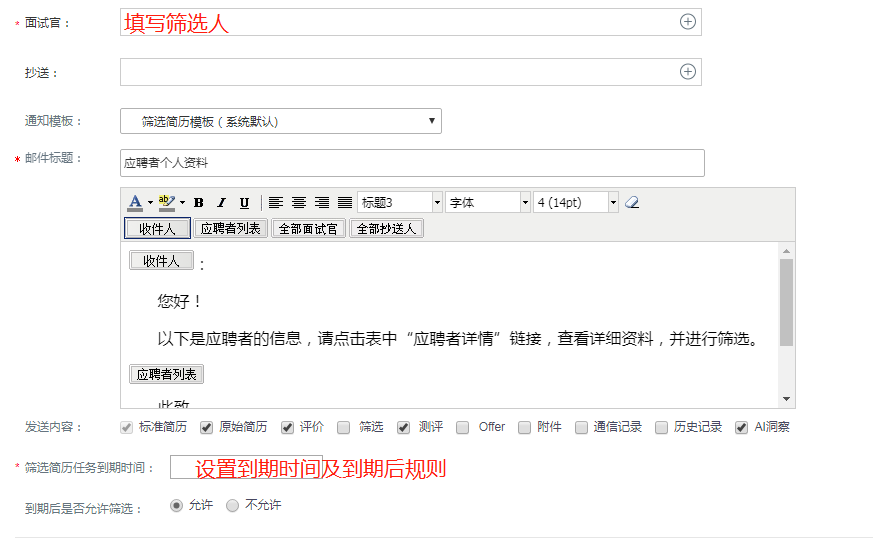 * 面试官： 填写筛选人
抄送：
通知模板： 筛选简历模板（系统默认）
* 邮件标题： 应聘者个人资料
A ab B I U 标题3 字体 4 (14pt)
收件人 应聘者列表 全部面试官 全部抄送人
收件人 ：
您好！
以下是应聘者的信息，请点击表中“应聘者详情”链接，查看详细资料，并进行筛选。
应聘者列表
此致
发送内容： 标准简历 原始简历 评价 筛选 测评 Offer 附件 通信记录 历史记录 AI洞察
* 筛选简历任务到期时间： 设置到期时间及到期后规则
到期后是否允许筛选： 允许 不允许